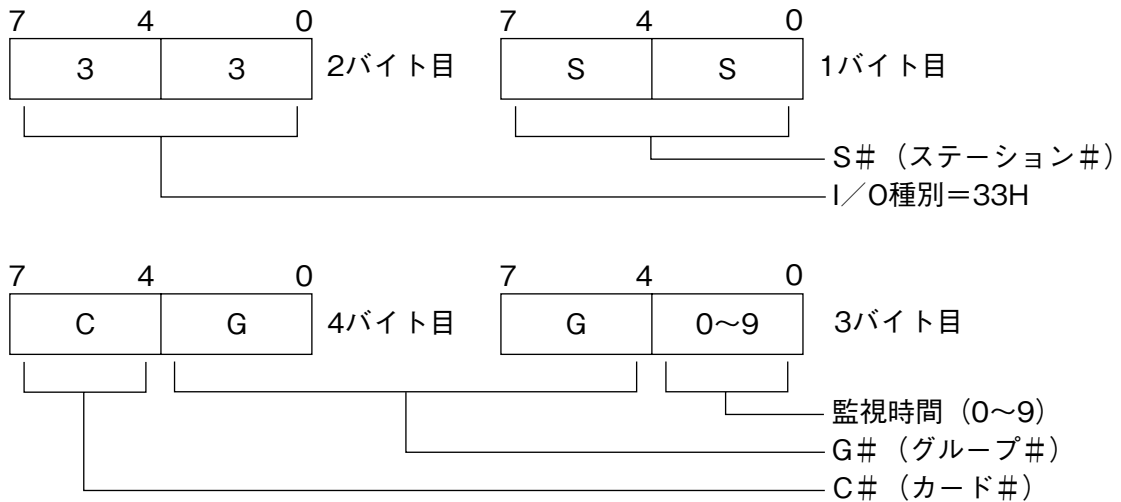 7 4 0 7 4 0
3 3 2バイト目 S S 1バイト目
S#（ステーション#）
I／O種別＝33H
7 4 0 7 4 0
C G 4バイト目 G 0〜9 3バイト目
監視時間（0〜9）
G#（グループ#）
C#（カード#）